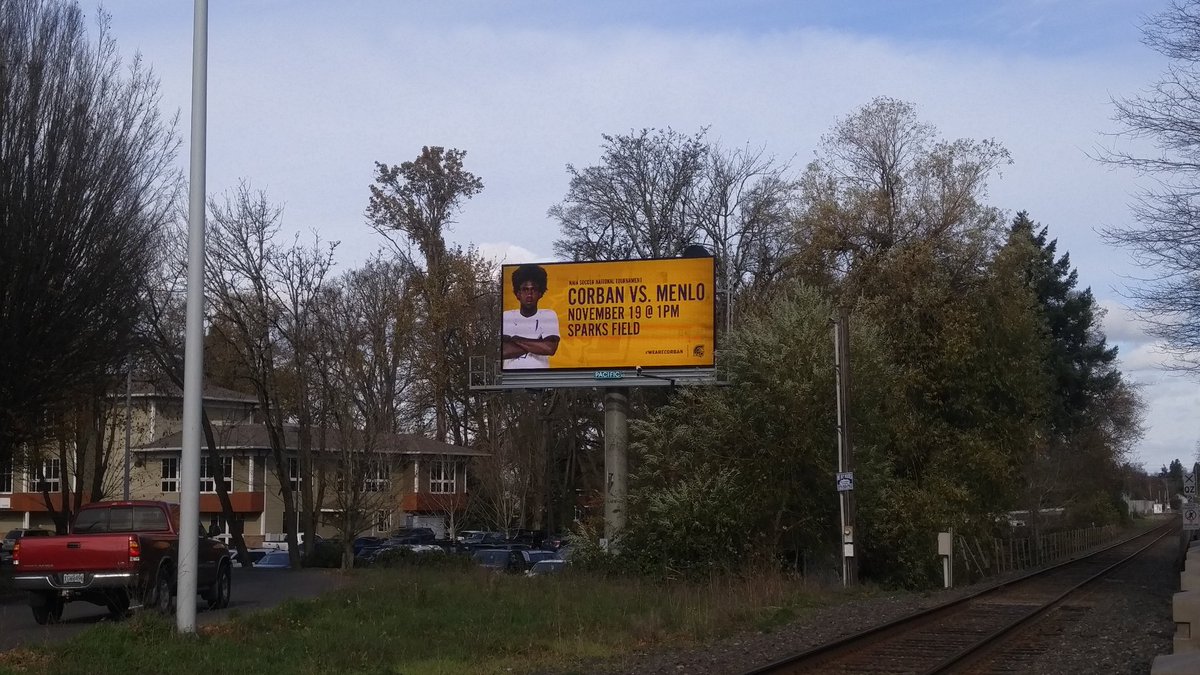 NAIA SOCCER NATIONAL TOURNAMENT
CORBAN VS. MENLO
NOVEMBER 19 @ 1PM
SPARKS FIELD
#WEARECORBAN
PACIFIC